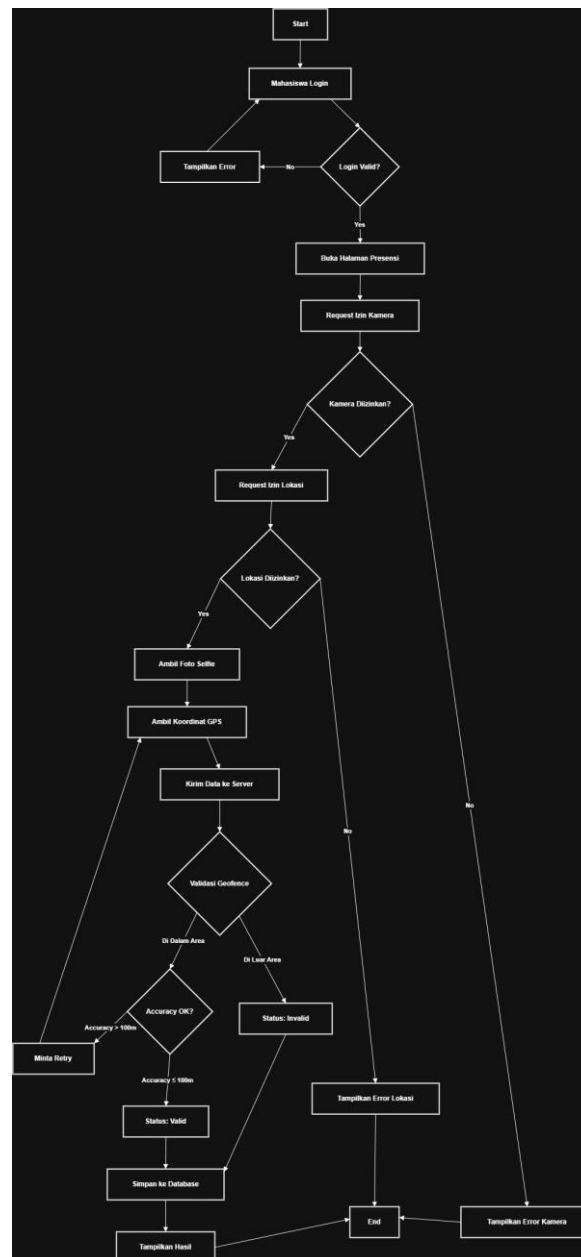 Start
Mahasiswa Login
Login Valid?
No
Tampilkan Error
Yes
Buka Halaman Presensi
Request Izin Kamera
Kamera Diizinkan?
Yes
Request Izin Lokasi
Lokasi Diizinkan?
Yes
Ambil Foto Selfie
Ambil Koordinat GPS
Kirim Data ke Server
No
No
Validasi Geofence
Di Dalam Area
Di Luar Area
Accuracy OK?
Status: Invalid
Accuracy > 100m
Minta Retry
Accuracy ≤ 100m
Tampilkan Error Lokasi
Status: Valid
Simpan ke Database
End
Tampilkan Error Kamera
Tampilkan Hasil